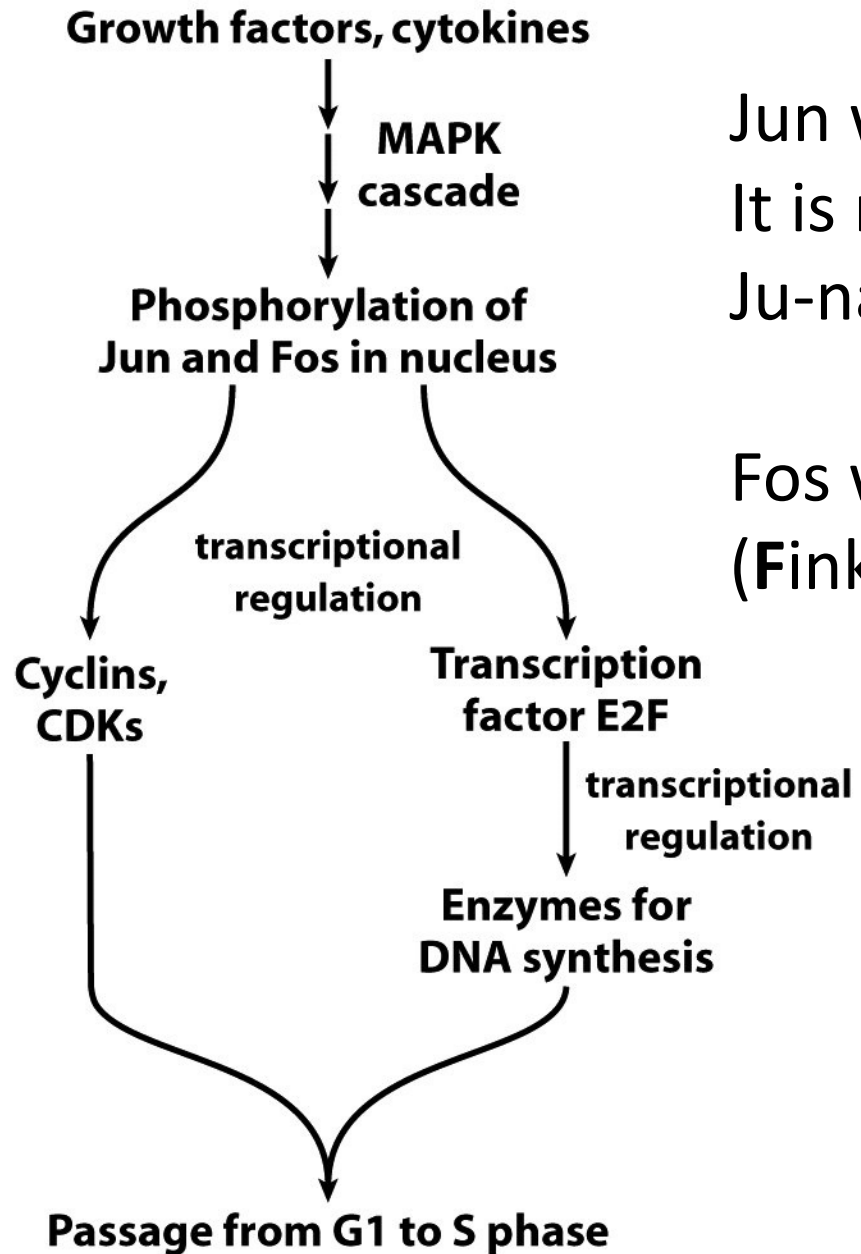 Growth factors, cytokines
MAPK
cascade
Phosphorylation of
Jun and Fos in nucleus
transcriptional
regulation
Cyclins,
CDKs
Transcription
factor E2F
transcriptional
regulation
Enzymes for
DNA synthesis
Passage from G1 to S phase
Jun
It is
Ju-na
Fos
(Fink